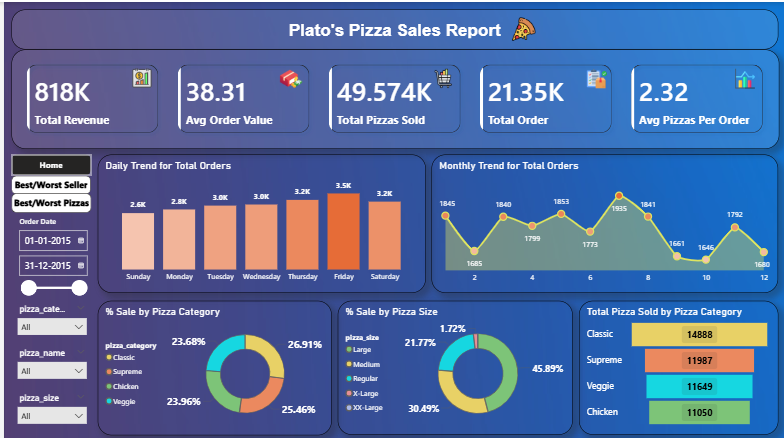 Plato's Pizza Sales Report
818K
Total Revenue
38.31
Avg Order Value
49.574K
Total Pizzas Sold
21.35K
Total Order
2.32
Avg Pizzas Per Order
Home
Best/Worst Seller
Best/Worst Pizzas
Order Date
01-01-2015
31-12-2015
pizza_cate...
All
pizza_name
All
pizza_size
All
Daily Trend for Total Orders
2.6K
2.8K
3.0K
3.0K
3.2K
3.5K
3.2K
Sunday
Monday
Tuesday
Wednesday
Thursday
Friday
Saturday
Monthly Trend for Total Orders
1845
1685
1840
1799
1853
1773
1935
1841
1661
1646
1792
1680
2
4
6
8
10
12
% Sale by Pizza Category
pizza_category
Classic
Supreme
Chicken
Veggie
23.68%
26.91%
23.96%
25.46%
% Sale by Pizza Size
pizza_size
Large
Medium
Regular
X-Large
XX-Large
1.72%
21.77%
45.89%
30.49%
Total Pizza Sold by Pizza Category
Classic 14888
Supreme 11987
Veggie 11649
Chicken 11050